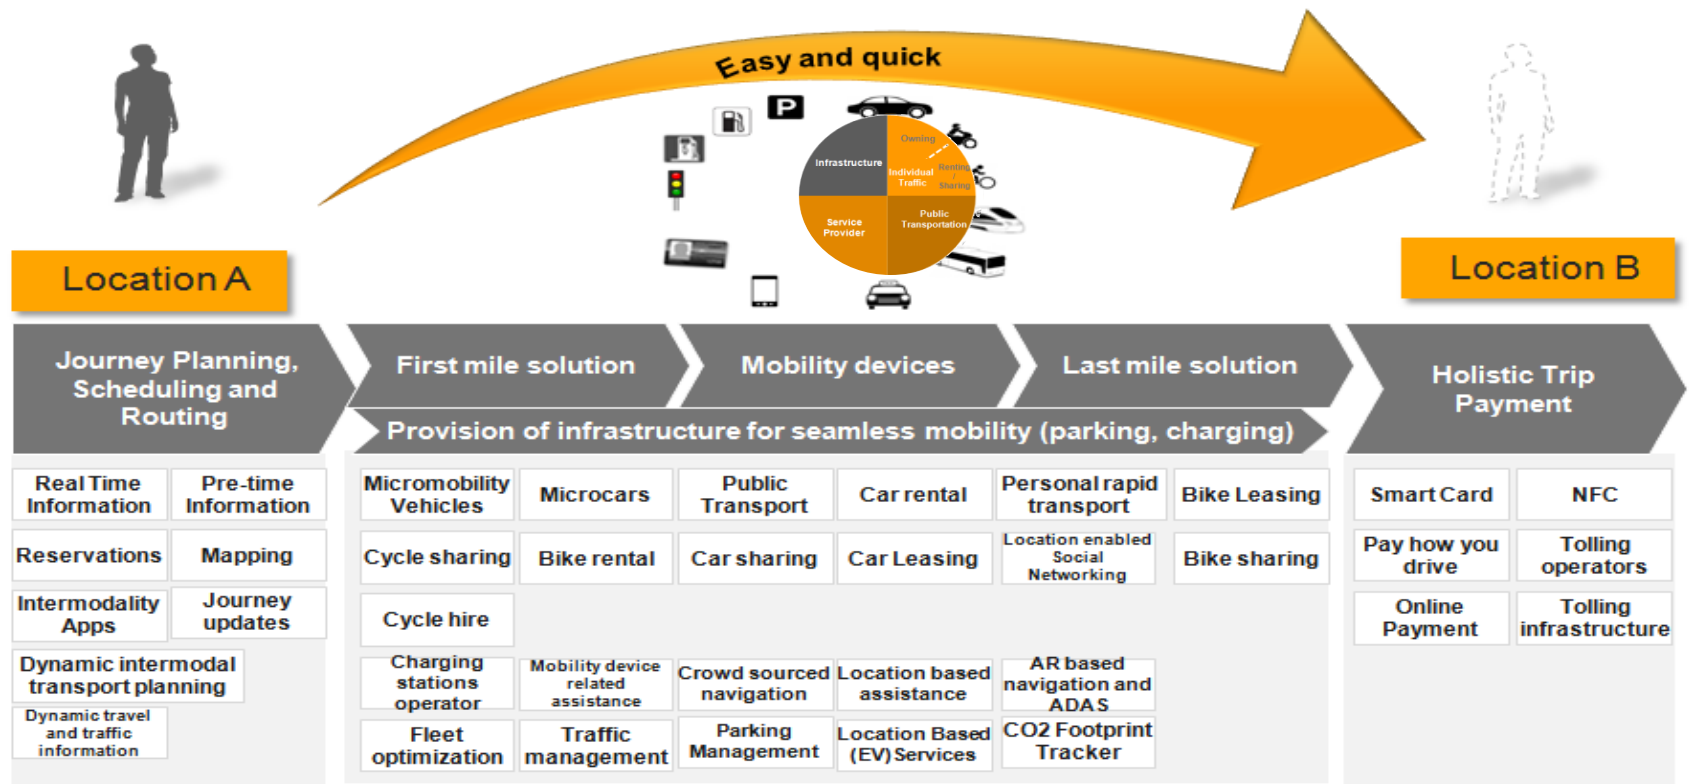 Easy and quick
P
Owning
Infrastructure
Individual
Traffic
Renting
/
Sharing
Service
Provider
Public
Transportation
Location A
Location B
Journey Planning,
Scheduling and
Routing
First mile solution
Mobility devices
Last mile solution
Holistic Trip
Payment
Provision of infrastructure for seamless mobility (parking, charging)
Real Time
Information
Pre-time
Information
Reservations
Mapping
Intermodality
Apps
Journey
updates
Dynamic intermodal
transport planning
Dynamic travel
and traffic
information
Micromobility
Vehicles
Microcars
Public
Transport
Car rental
Personal rapid
transport
Bike Leasing
Cycle sharing
Bike rental
Car sharing
Car Leasing
Location enabled
Social
Networking
Bike sharing
Cycle hire
Charging
stations
operator
Mobility device
related
assistance
Crowd sourced
navigation
Location based
assistance
AR based
navigation and
ADAS
Fleet
optimization
Traffic
management
Parking
Management
Location Based
(EV) Services
CO2 Footprint
Tracker
Smart Card
NFC
Pay how you
drive
Tolling
operators
Online
Payment
Tolling
infrastructure